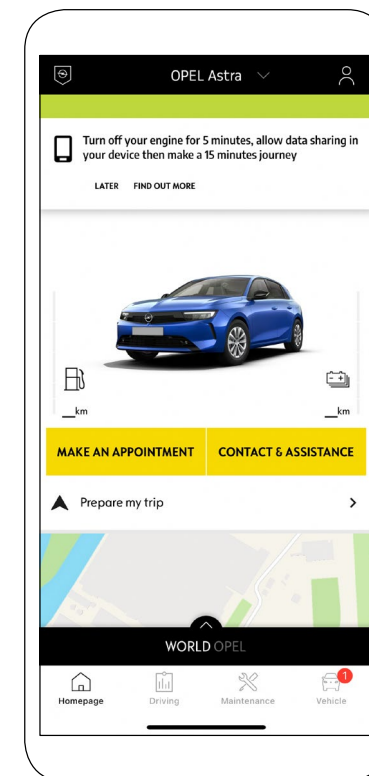 OPEL Astra
Turn off your engine for 5 minutes, allow data sharing in
your device then make a 15 minutes journey
LATER FIND OUT MORE
__km __km
MAKE AN APPOINTMENT CONTACT & ASSISTANCE
Prepare my trip
WORLD OPEL
1
Homepage Driving Maintenance Vehicle